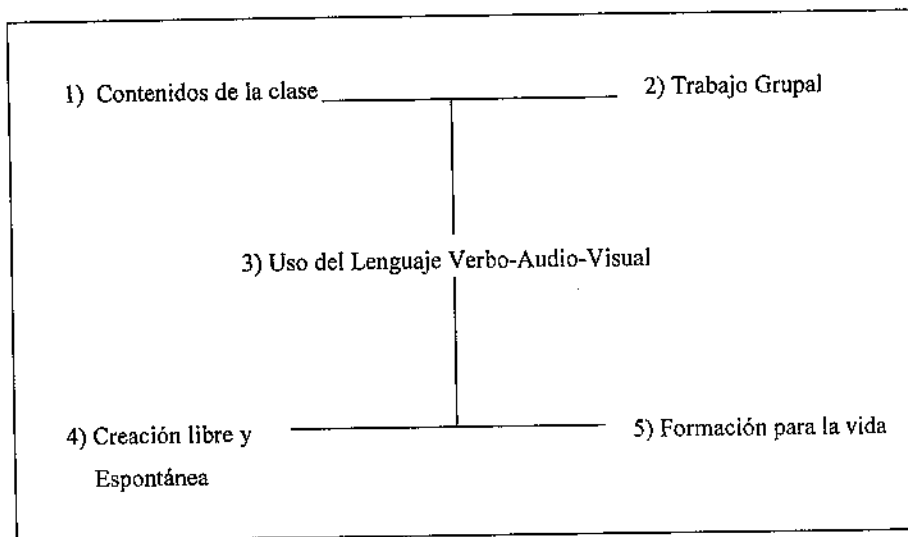 1) Contenidos de la clase
2) Trabajo Grupal
3) Uso del Lenguaje Verbo-Audio-Visual
4) Creación libre y
Espontánea
5) Formación para la vida